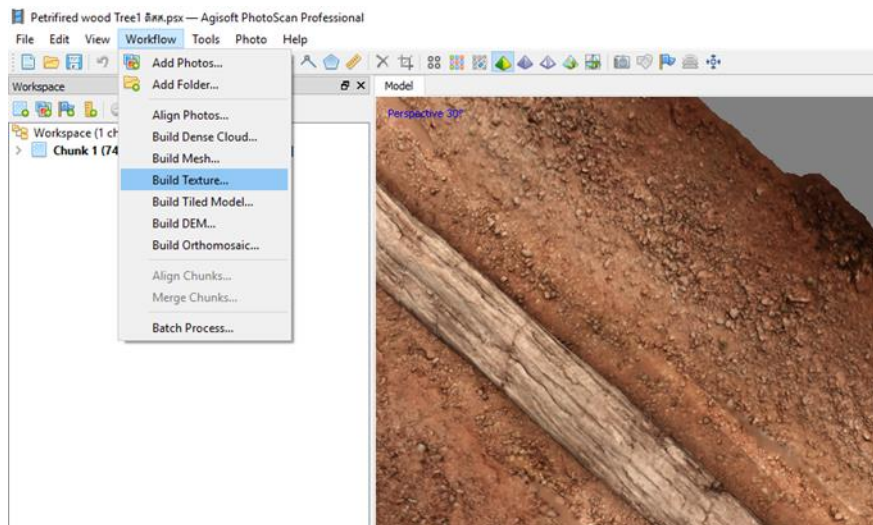 Petrifired wood Tree1 ติสศ.psx — Agisoft PhotoScan Professional
File Edit View Workflow Tools Photo Help
Workspace
Model
Workspace (1 ch
Chunk 1 (74
Add Photos...
Add Folder...
Align Photos...
Build Dense Cloud...
Build Mesh...
Build Texture...
Build Tiled Model...
Build DEM...
Build Orthomosaic...
Align Chunks...
Merge Chunks...
Batch Process...
Perspective 30°